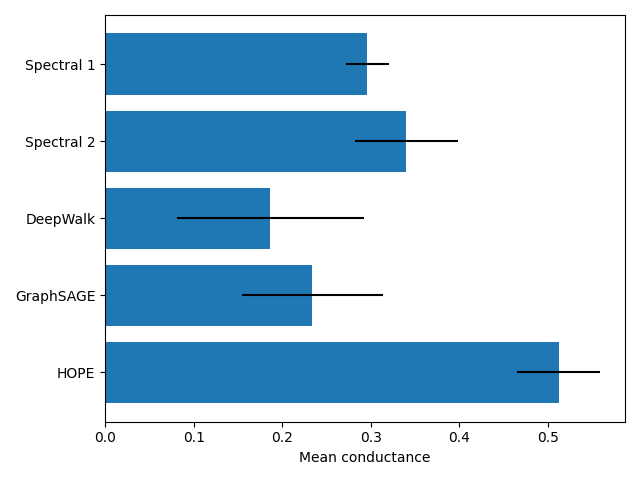 Spectral 1
Spectral 2
DeepWalk
GraphSAGE
HOPE
0.0 0.1 0.2 0.3 0.4 0.5
Mean conductance